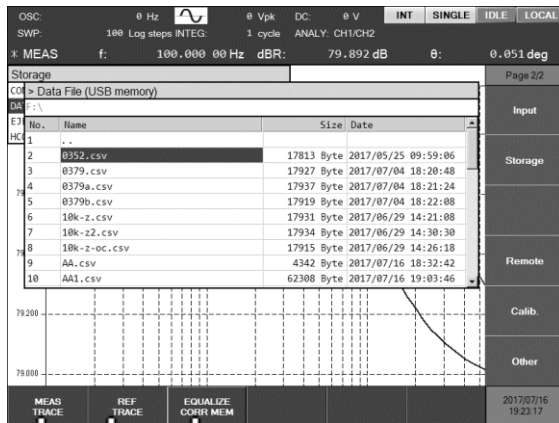 OSC: 0 Hz 0 Vpk DC: 0 V INT SINGLE IDLE LOCAL
SWP: 100 Log steps INTEG: 1 cycle ANALY: CH1/CH2
* MEAS f: 100.000 00 Hz dBR: 79.892 dB θ: 0.051 deg
Storage
Page 2/2
> Data File (USB memory)
F:\
No. Name Size Date
1 ..
2 0352.csv 17813 Byte 2017/05/25 09:59:06
3 0379.csv 17927 Byte 2017/07/04 18:20:48
4 0379a.csv 17937 Byte 2017/07/04 18:21:24
5 0379b.csv 17919 Byte 2017/07/04 18:22:08
6 10k-z.csv 17931 Byte 2017/06/29 14:21:08
7 10k-z2.csv 17934 Byte 2017/06/29 14:30:30
8 10k-z-oc.csv 17915 Byte 2017/06/29 14:26:18
9 AA.csv 4342 Byte 2017/07/16 18:32:42
10 AA1.csv 62308 Byte 2017/07/16 19:03:46
Input
Storage
Remote
Calib.
Other
79.200
79.000
MEAS TRACE
REF TRACE
EQUALIZE CORR MEM
2017/07/16
19:23:17